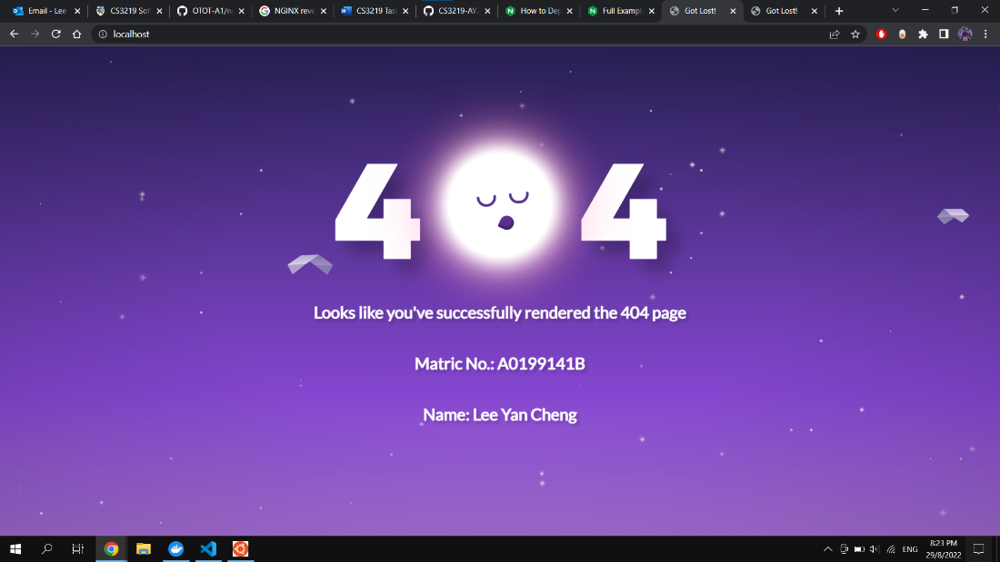 Email - Lee
CS3219 Sof
OTOT-A1/n
NGINX reve
CS3219 Tas
CS3219-AY
How to Dep
Full Exampl
Got Lost!
Got Lost!
localhost
404
Looks like you've successfully rendered the 404 page
Matric No.: A0199141B
Name: Lee Yan Cheng
ENG
8:23 PM
29/8/2022